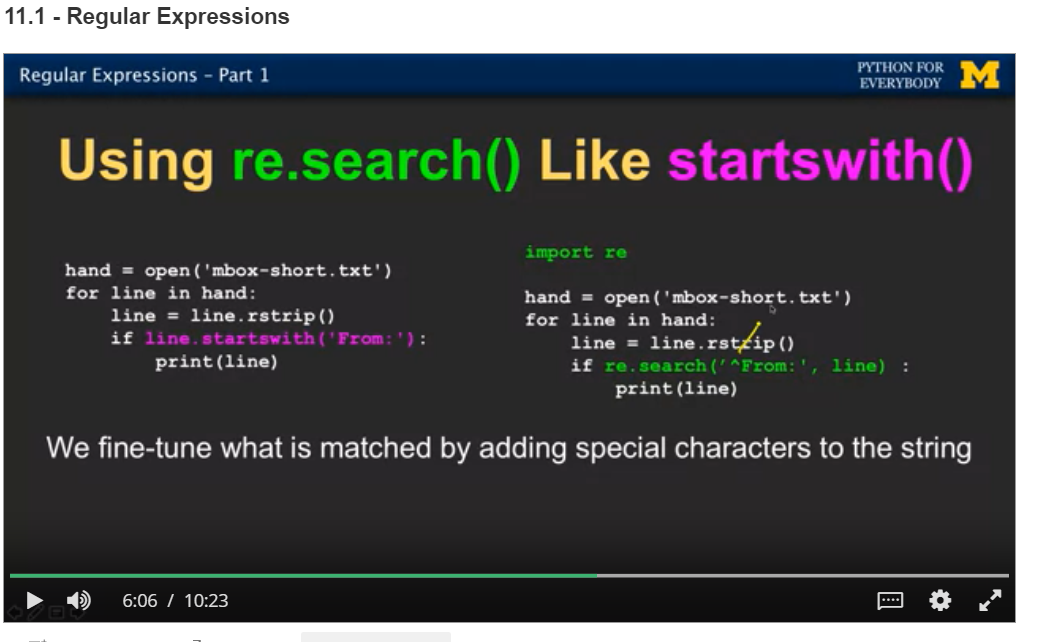 11.1 - Regular Expressions
Regular Expressions – Part 1
PYTHON FOR
EVERYBODY
M
Using re.search() Like startswith()
hand = open('mbox-short.txt')
for line in hand:
    line = line.rstrip()
    if line.startswith('From:'):
        print(line)
import re
hand = open('mbox-short.txt')
for line in hand:
    line = line.rstrip()
    if re.search('^From:', line) :
        print(line)
We fine-tune what is matched by adding special characters to the string
6:06 / 10:23